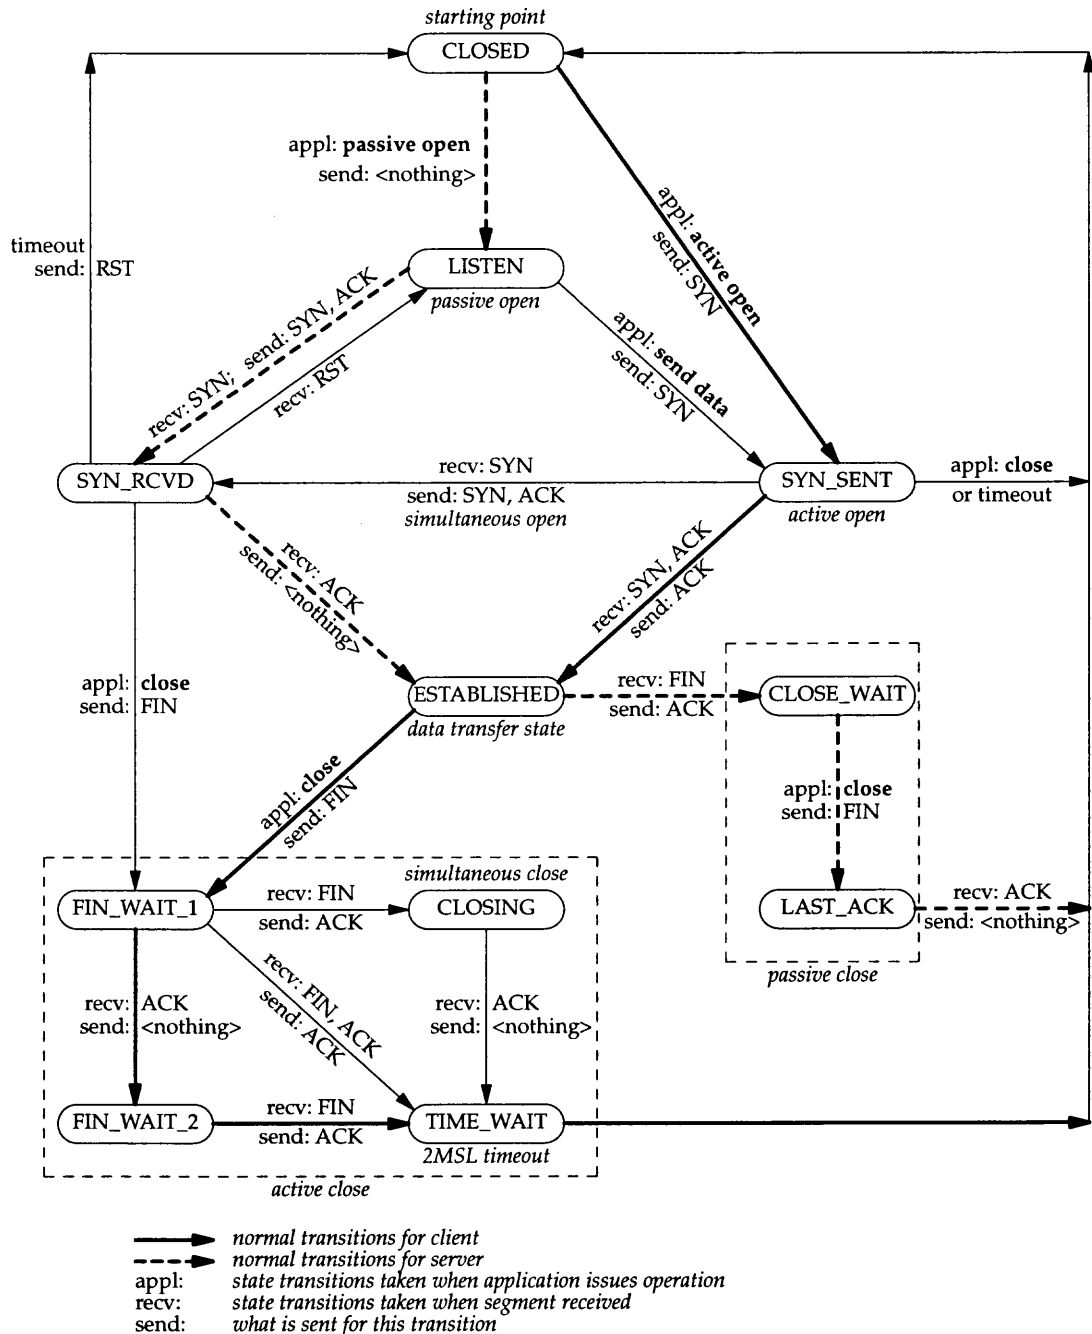 starting point
CLOSED
appl: passive open
send: <nothing>
appl: active open
send: SYN
timeout
send: RST
LISTEN
passive open
recv: SYN; send: SYN, ACK
recv: RST
appl: send data
send: SYN
SYN_RCVD
recv: SYN
send: SYN, ACK
simultaneous open
SYN_SENT
active open
appl: close
or timeout
recv: ACK
send: <nothing>
recv: SYN, ACK
send: ACK
appl: close
send: FIN
ESTABLISHED
data transfer state
recv: FIN
send: ACK
CLOSE_WAIT
appl: close
send: FIN
appl: close
send: FIN
simultaneous close
FIN_WAIT_1
recv: FIN
send: ACK
CLOSING
LAST_ACK
recv: ACK
send: <nothing>
passive close
recv: ACK
send: <nothing>
recv: FIN, ACK
send: ACK
recv: ACK
send: <nothing>
FIN_WAIT_2
recv: FIN
send: ACK
TIME_WAIT
2MSL timeout
active close
normal transitions for client
normal transitions for server
appl: state transitions taken when application issues operation
recv: state transitions taken when segment received
send: what is sent for this transition